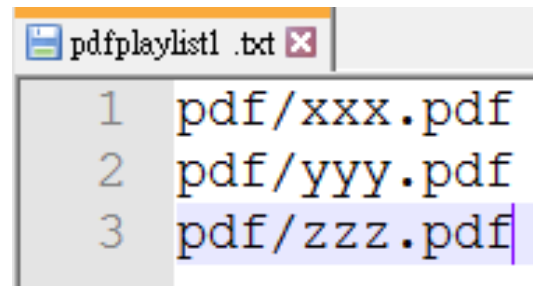 pdfplaylist1 .txt
1 pdf/xxx.pdf
2 pdf/yyy.pdf
3 pdf/zzz.pdf